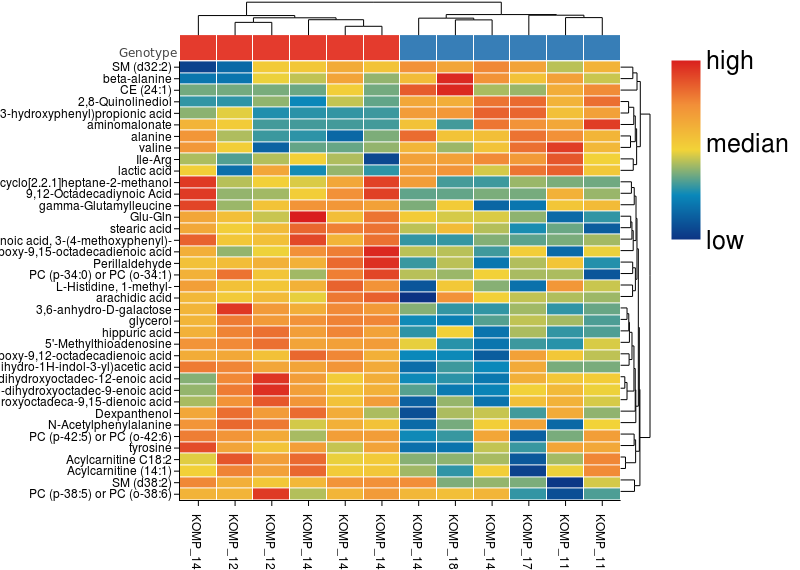 Genotype
SM (d32:2)
beta-alanine
CE (24:1)
2,8-Quinolinediol
3-hydroxyphenyl)propionic acid
aminomalonate
alanine
valine
Ile-Arg
lactic acid
cyclo[2.2.1]heptane-2-methanol
9,12-Octadecadiynoic Acid
gamma-Glutamylleucine
Glu-Gln
stearic acid
noic acid, 3-(4-methoxyphenyl)-
poxy-9,15-octadecadienoic acid
Perillaldehyde
PC (p-34:0) or PC (o-34:1)
L-Histidine, 1-methyl-
arachidic acid
3,6-anhydro-D-galactose
glycerol
hippuric acid
5'-Methylthioadenosine
poxy-9,12-octadecadienoic acid
ihydro-1H-indol-3-yl)acetic acid
dihydroxyoctadec-12-enoic acid
-dihydroxyoctadec-9-enoic acid
roxyoctadeca-9,15-dienoic acid
Dexpanthenol
N-Acetylphenylalanine
PC (p-42:5) or PC (o-42:6)
tyrosine
Acylcarnitine C18:2
Acylcarnitine (14:1)
SM (d38:2)
PC (p-38:5) or PC (o-38:6)
KOMP_14
KOMP_12
KOMP_12
KOMP_14
KOMP_14
KOMP_14
KOMP_14
KOMP_18
KOMP_14
KOMP_17
KOMP_11
KOMP_11
high
median
low